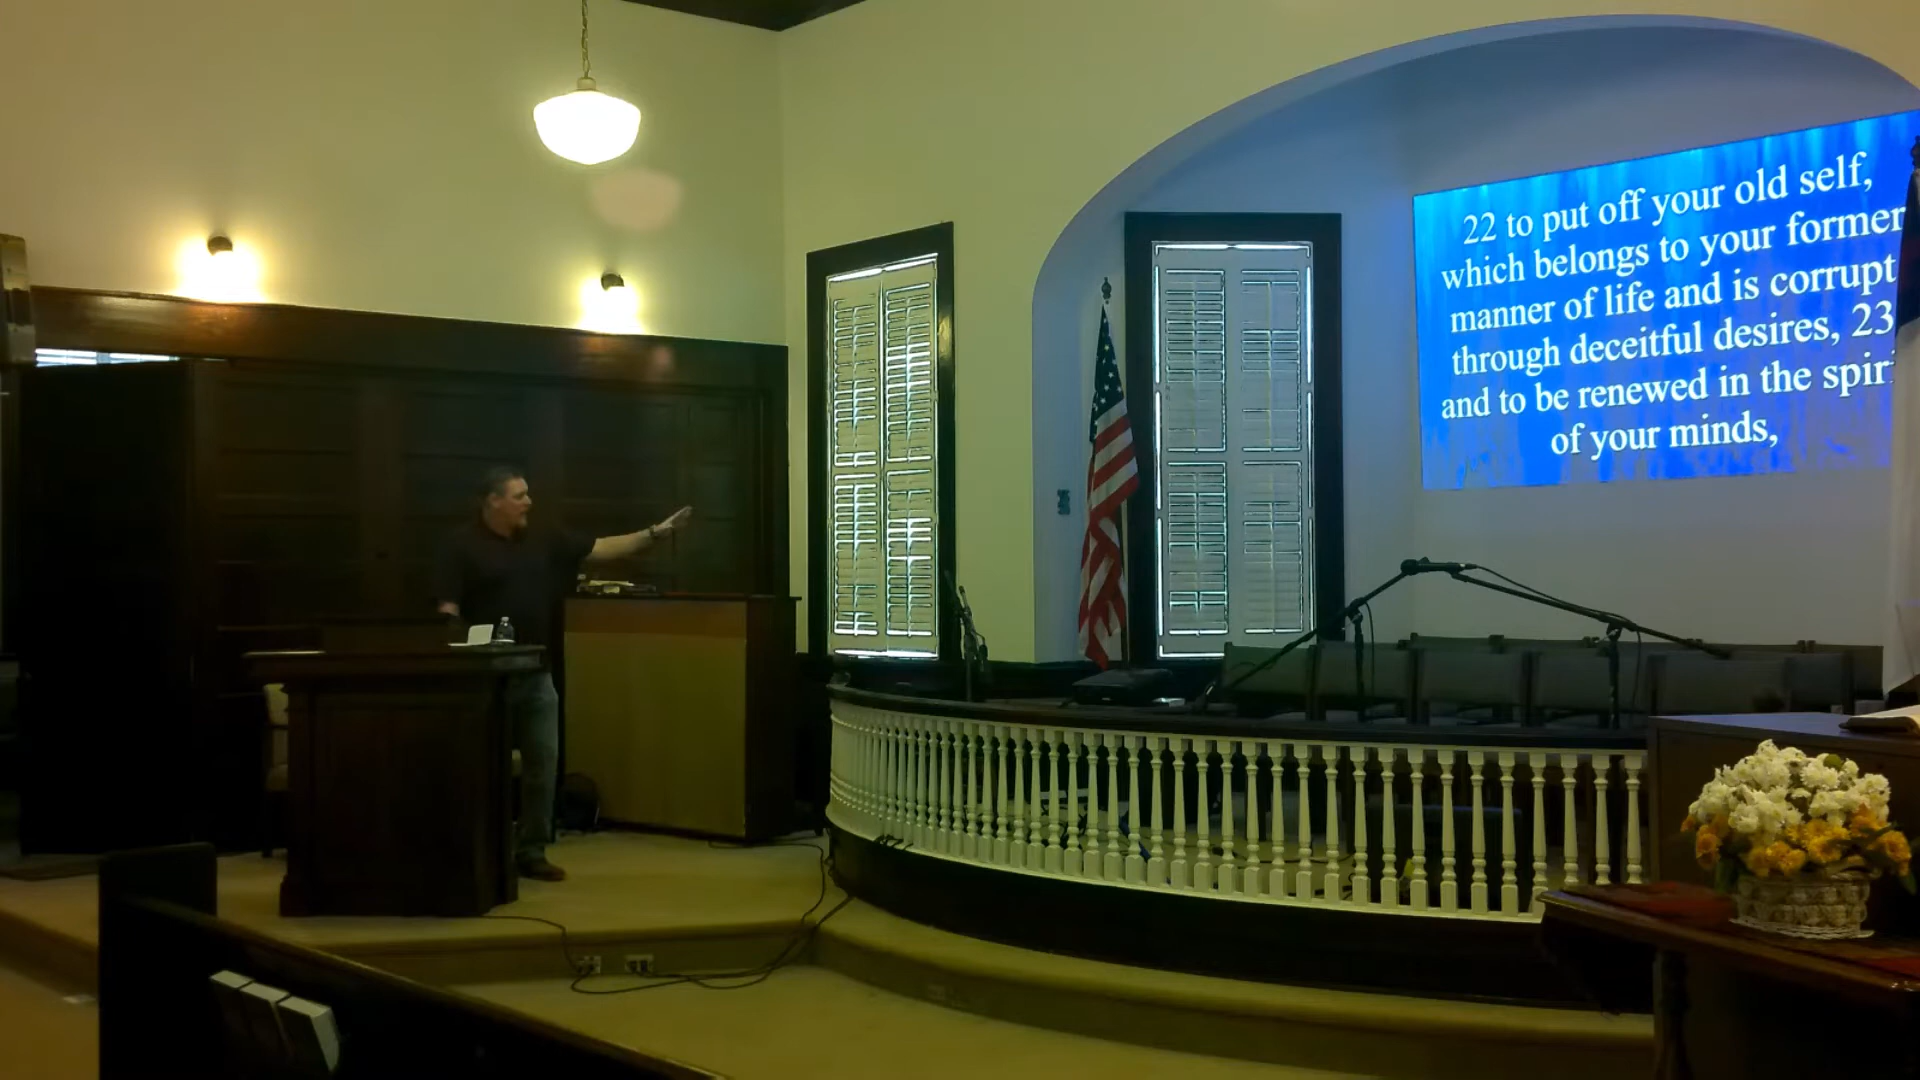 22 to put off your old self,
which belongs to your former
manner of life and is corrupt
through deceitful desires, 23
and to be renewed in the
of your minds,